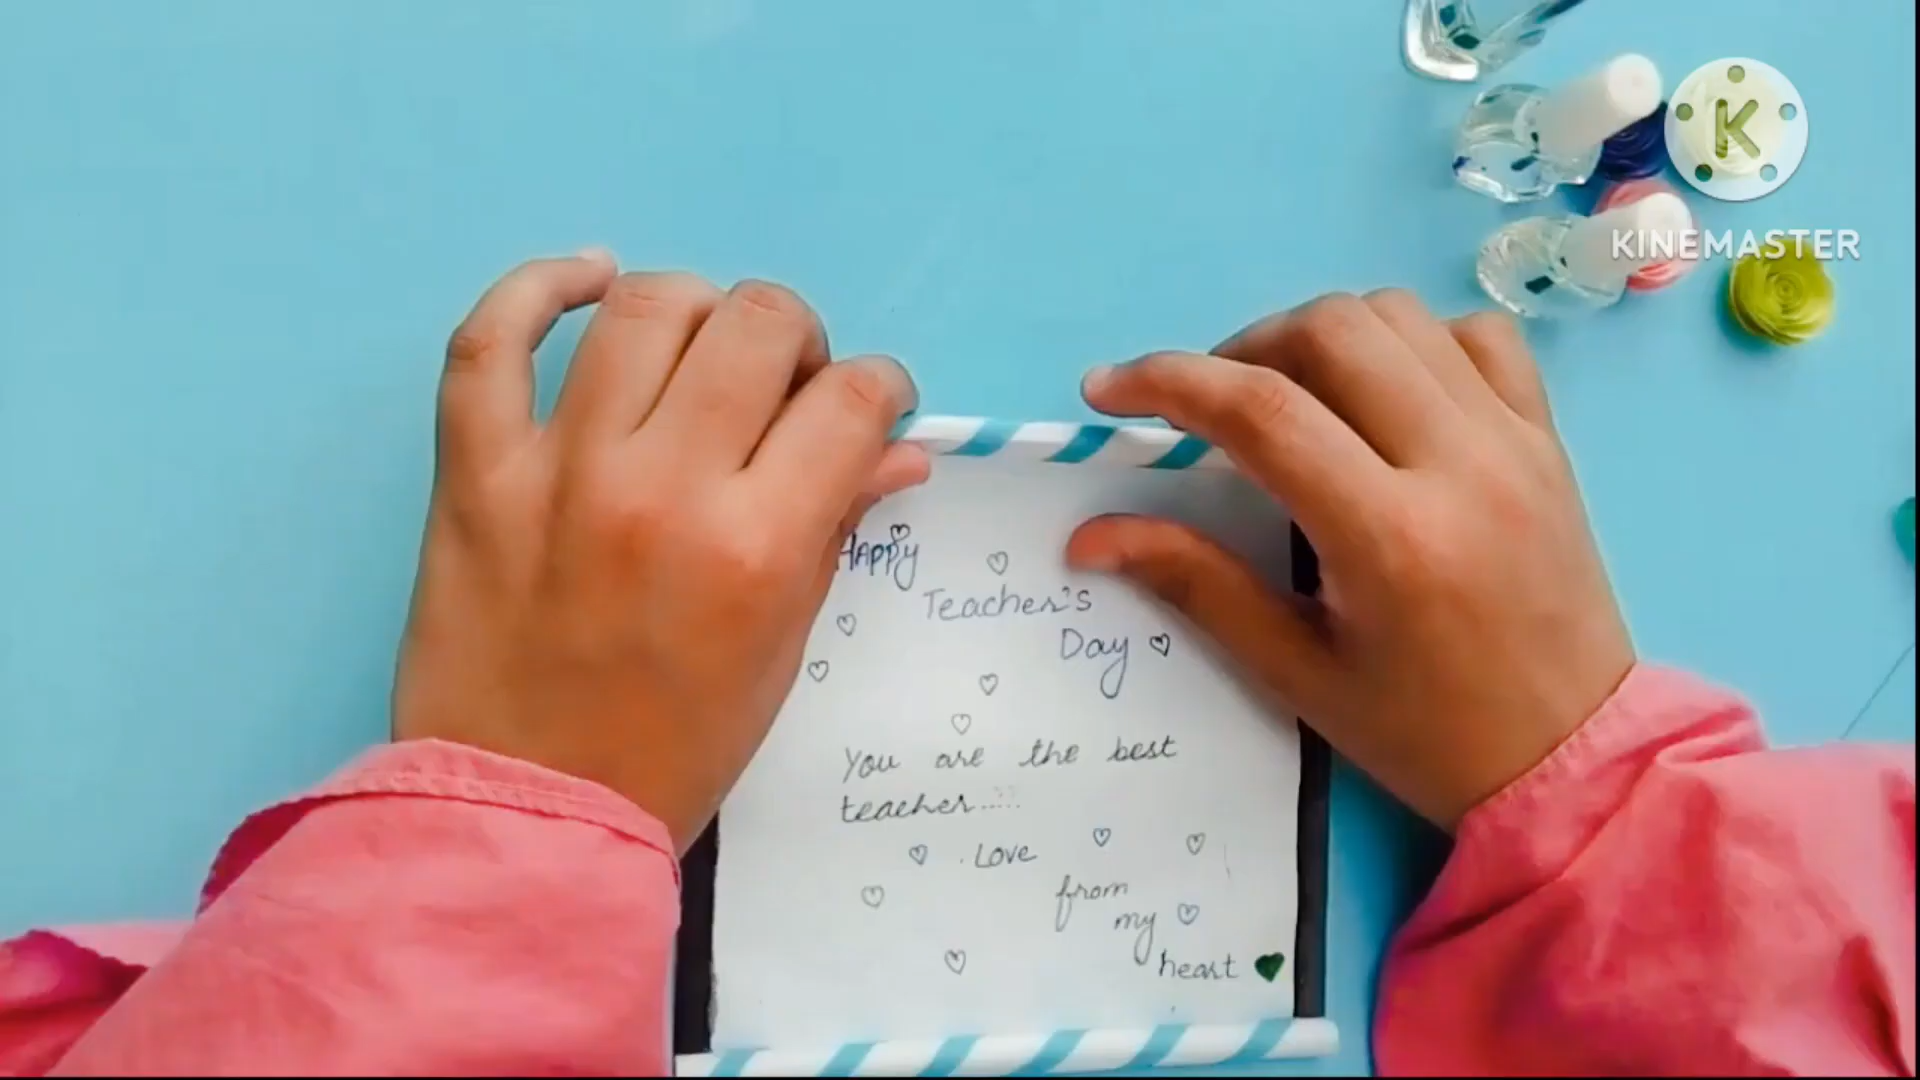 K
KINEMASTER
Happy
Teacher's
Day
You are the best
teacher.....
Love
from
my
heart